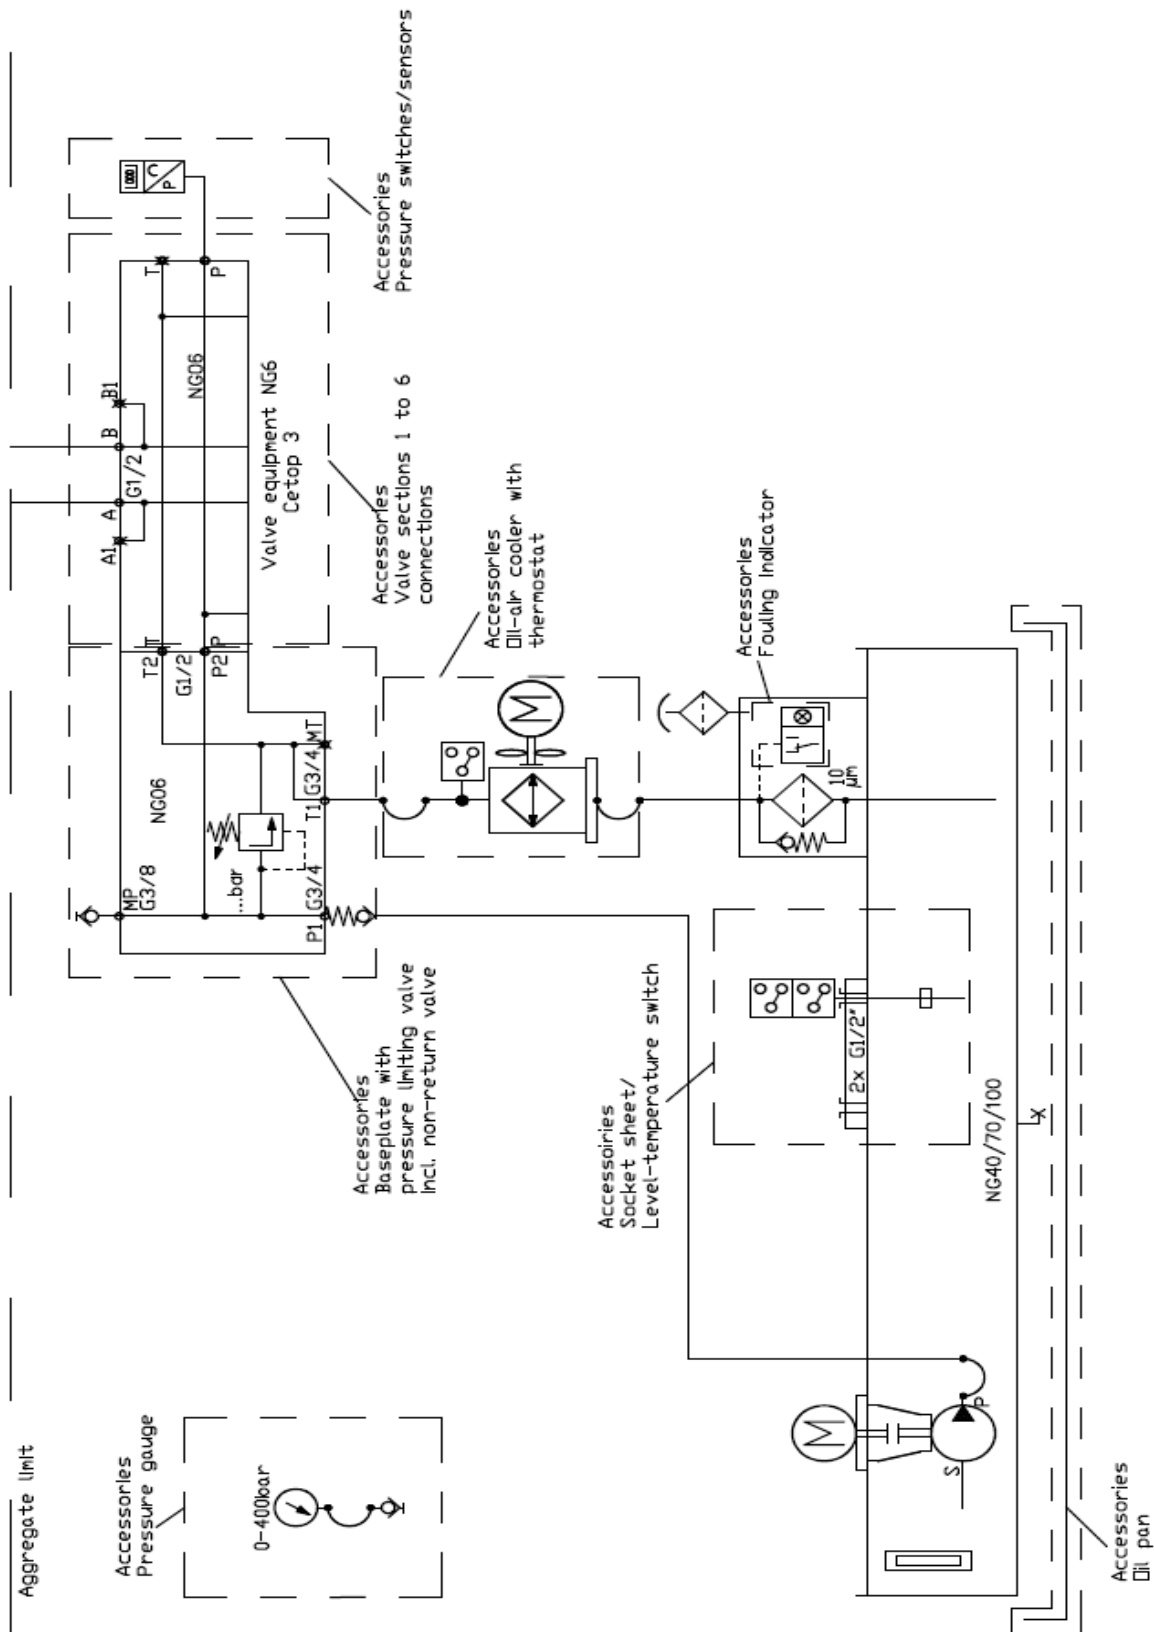 Aggregate limit
Accessories
Pressure gauge
0-400bar
Accessories
Baseplate with
pressure limiting valve
incl. non-return valve
MP
G3/8
NG06
...bar
P1
G3/4
T1
G3/4
MT
T2
T
G1/2
P2
P
A1
A
G1/2
B
B1
NG06
T
P
Valve equipment NG6
Cetop 3
P
Accessories
Pressure switches/sensors
Accessories
Valve sections 1 to 6
connections
Accessories
Oil-air cooler with
thermostat
M
Accessories
Fouling indicator
10
µm
Accessoiries
Socket sheet/
Level-temperature switch
2x G1/2"
NG40/70/100
M
S
P
Accessories
Oil pan